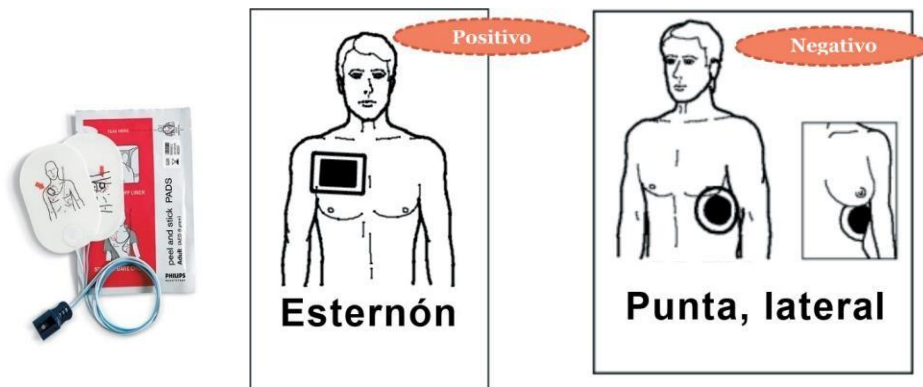 Positivo
Esternón
Negativo
Punta, lateral
peel and stick PADS
PHILIPS